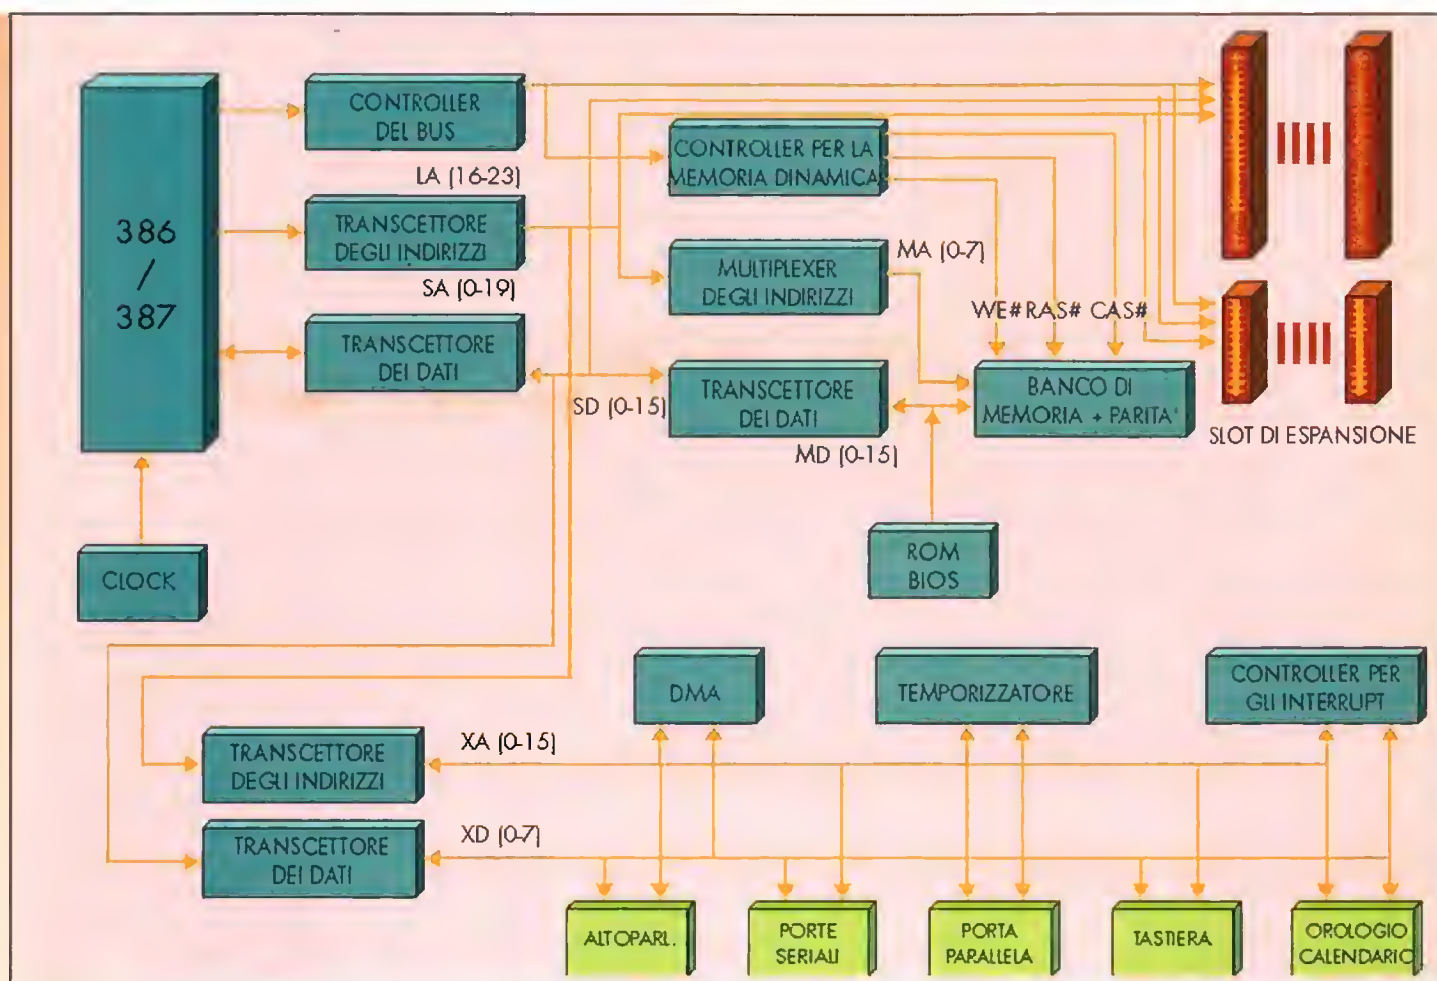 CONTROLLER
DEL BUS
LA (16-23)
386
/
387
TRANSCETTORE
DEGLI INDIRIZZI
SA (0-19)
TRANSCETTORE
DEI DATI
CLOCK
CONTROLLER PER LA
MEMORIA DINAMICA
MULTIPLEXER
DEGLI INDIRIZZI
MA (0-7)
WE# RAS# CAS#
SD (0-15)
TRANSCETTORE
DEI DATI
MD (0-15)
BANCO DI
MEMORIA + PARITA'
SLOT DI ESPANSIONE
ROM
BIOS
DMA
TEMPORIZZATORE
CONTROLLER PER
GLI INTERRUPT
TRANSCETTORE
DEGLI INDIRIZZI
XA (0-15)
TRANSCETTORE
DEI DATI
XD (0-7)
ALTOPARL.
PORTE
SERIALI
PORTA
PARALLELA
TASTIERA
OROLOGIO
CALENDARIO